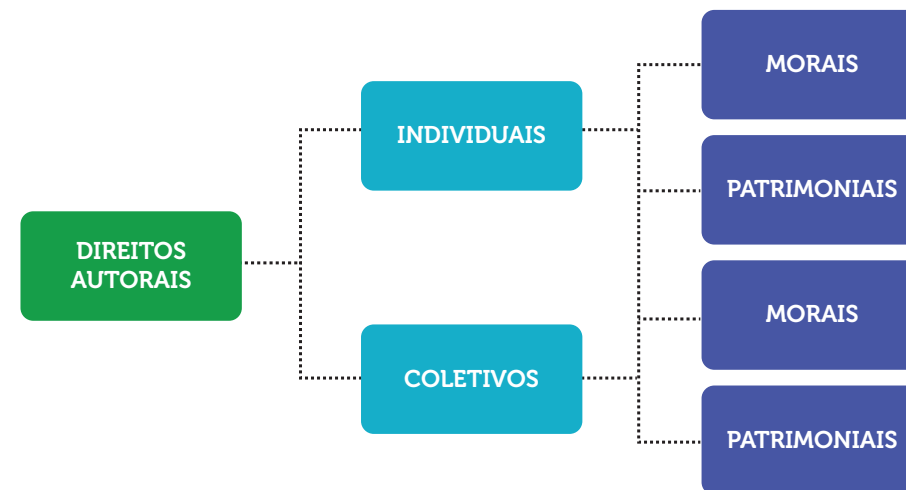 DIREITOS
AUTORAIS
INDIVIDUAIS
COLETIVOS
MORAIS
PATRIMONIAIS
MORAIS
PATRIMONIAIS